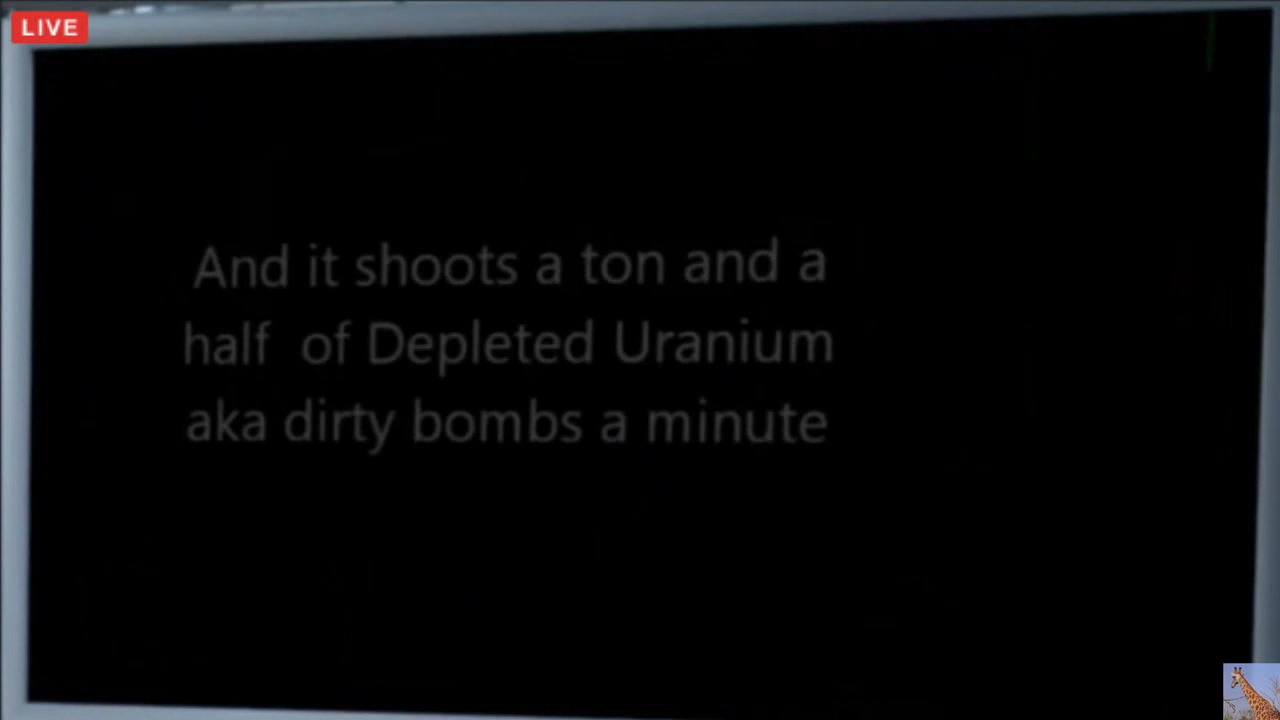 LIVE
And it shoots a ton and a
half of Depleted Uranium
aka dirty bombs a minute